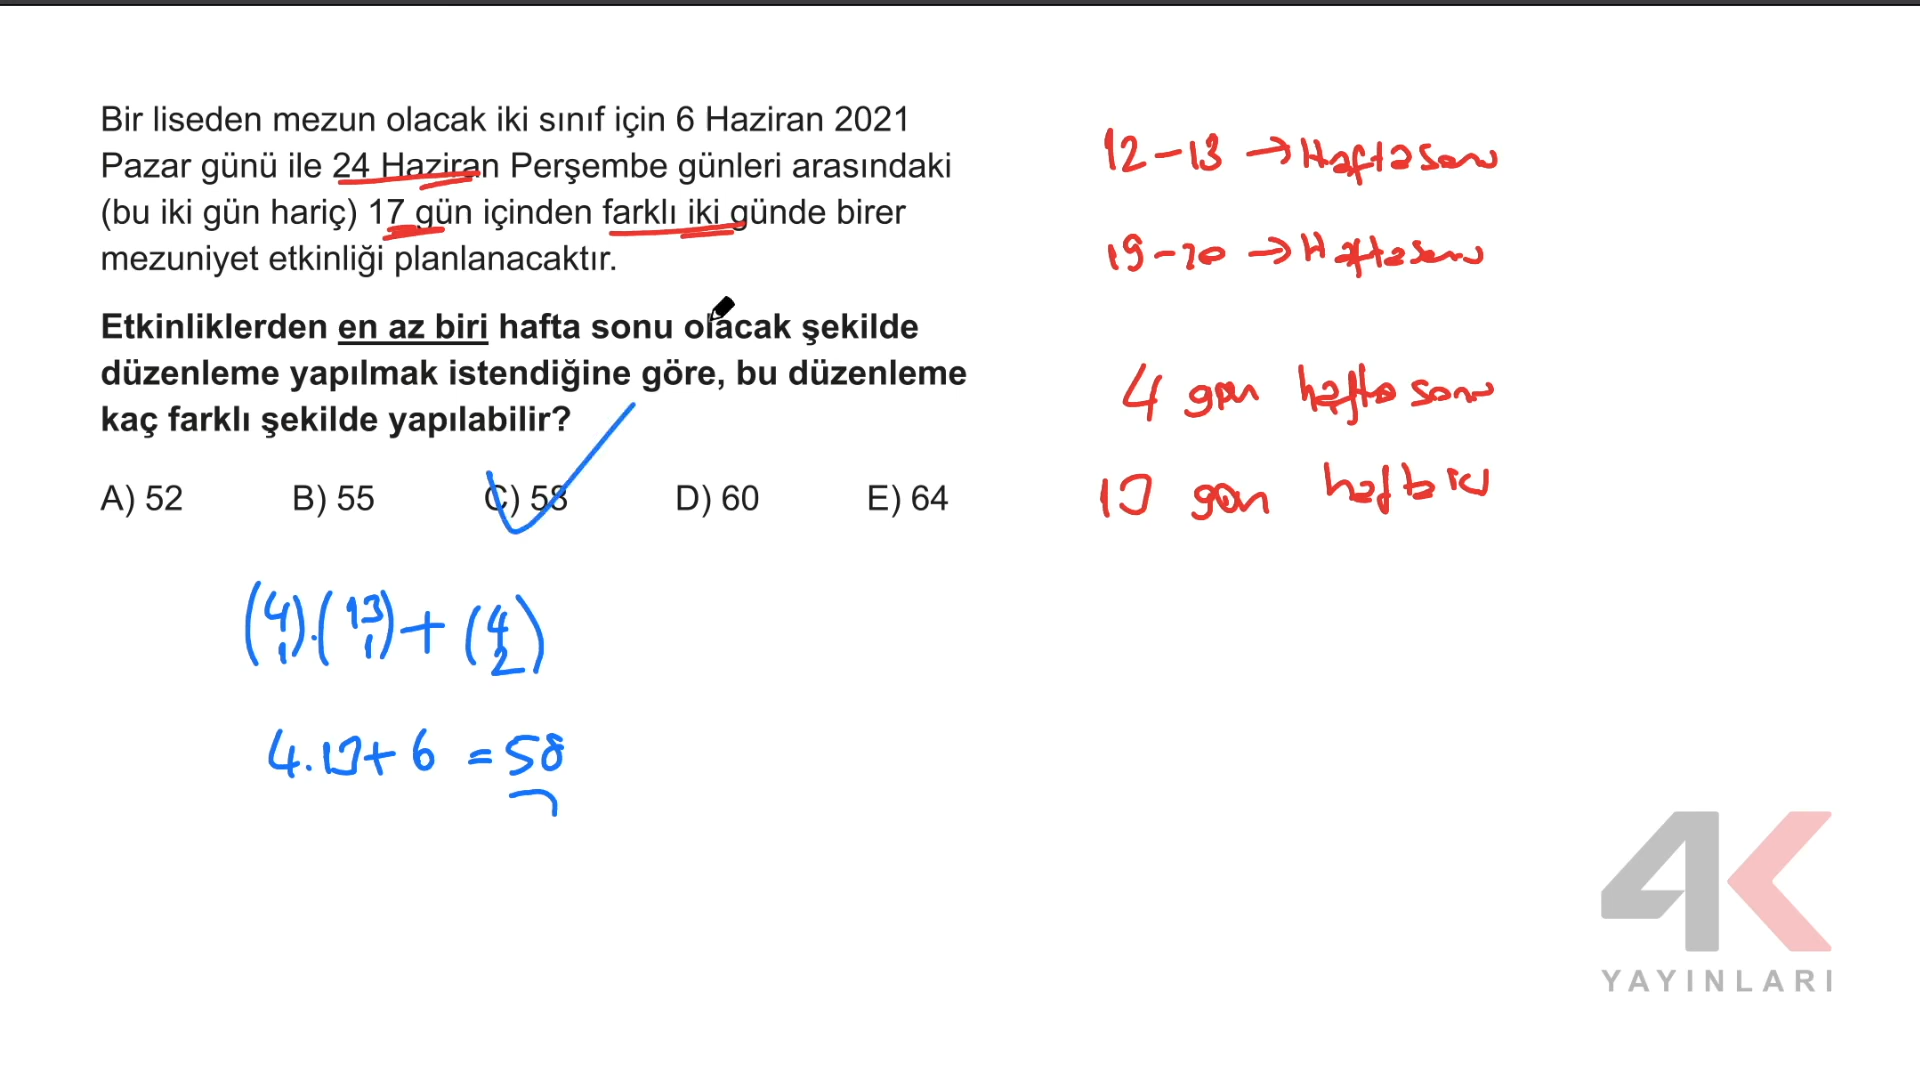 Bir liseden mezun olacak iki sınıf için 6 Haziran 2021
Pazar günü ile 24 Haziran Perşembe günleri arasındaki
(bu iki gün hariç) 17 gün içinden farklı iki günde birer
mezuniyet etkinliği planlanacaktır.
Etkinliklerden en az biri hafta sonu olacak şekilde
düzenleme yapılmak istendiğine göre, bu düzenleme
kaç farklı şekilde yapılabilir?
A) 52 B) 55 C) 58 D) 60 E) 64
(4 1).(13 1)+(4 2)
4.13+6 =58
12-13 → Hafta sonu
19-20 → Haftasonu
4 gün hafta sonu
13 gün hafta içi
4K
YAYINLARI